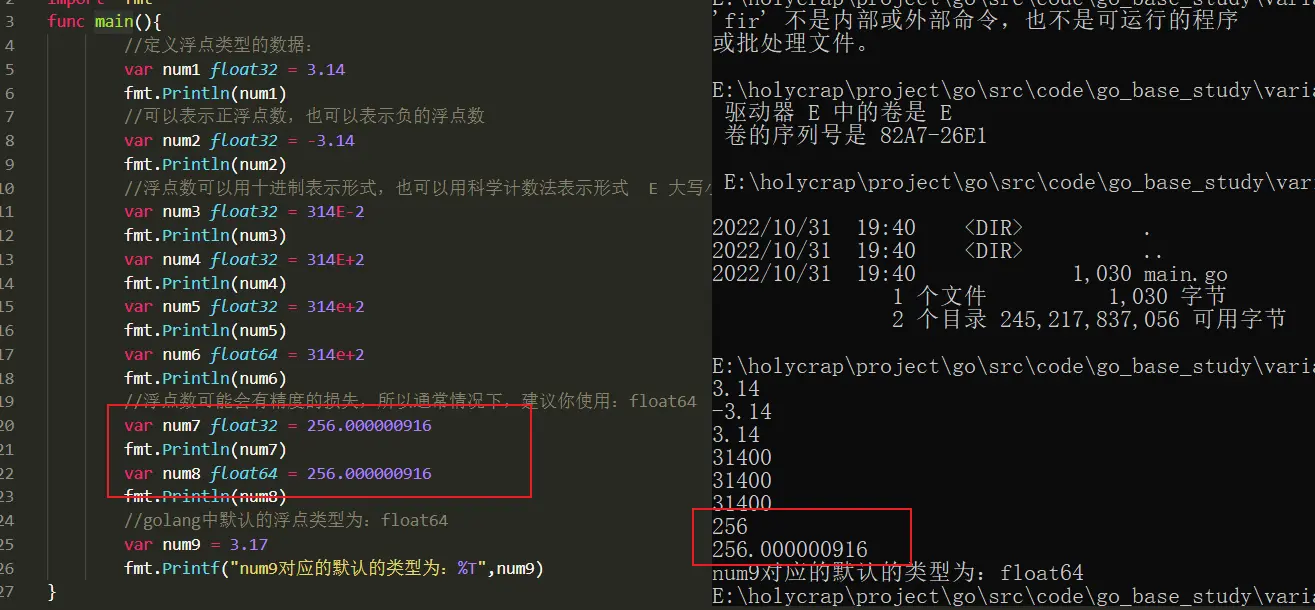 import "fmt"
3 func main(){
4 //定义浮点类型的数据:
5 var num1 float32 = 3.14
6 fmt.Println(num1)
7 //可以表示正浮点数，也可以表示负的浮点数
8 var num2 float32 = -3.14
9 fmt.Println(num2)
10 //浮点数可以用十进制表示形式，也可以用科学计数法表示形式 E 大写
11 var num3 float32 = 314E-2
12 fmt.Println(num3)
13 var num4 float32 = 314E+2
14 fmt.Println(num4)
15 var num5 float32 = 314e+2
16 fmt.Println(num5)
17 var num6 float64 = 314e+2
18 fmt.Println(num6)
19 //浮点数可能会有精度的损失，所以通常情况下，建议你使用：float64
20 var num7 float32 = 256.000000916
21 fmt.Println(num7)
22 var num8 float64 = 256.000000916
23 fmt.Println(num8)
24 //golang中默认的浮点类型为：float64
25 var num9 = 3.17
26 fmt.Printf("num9对应的默认的类型为：%T",num9)
27 }
E:\holycrap\project\go\src\code\go_base_study\varia
'fir' 不是内部或外部命令，也不是可运行的程序
或批处理文件。
E:\holycrap\project\go\src\code\go_base_study\varia
驱动器 E 中的卷是 E
卷的序列号是 82A7-26E1
E:\holycrap\project\go\src\code\go_base_study\var
2022/10/31 19:40 <DIR> .
2022/10/31 19:40 <DIR> ..
2022/10/31 19:40 1,030 main.go
1 个文件 1,030 字节
2 个目录 245,217,837,056 可用字节
E:\holycrap\project\go\src\code\go_base_study\varia
3.14
-3.14
3.14
31400
31400
31400
256
256.000000916
num9对应的默认的类型为：float64
E:\holycrap\project\go\src\code\go_base_study\varia